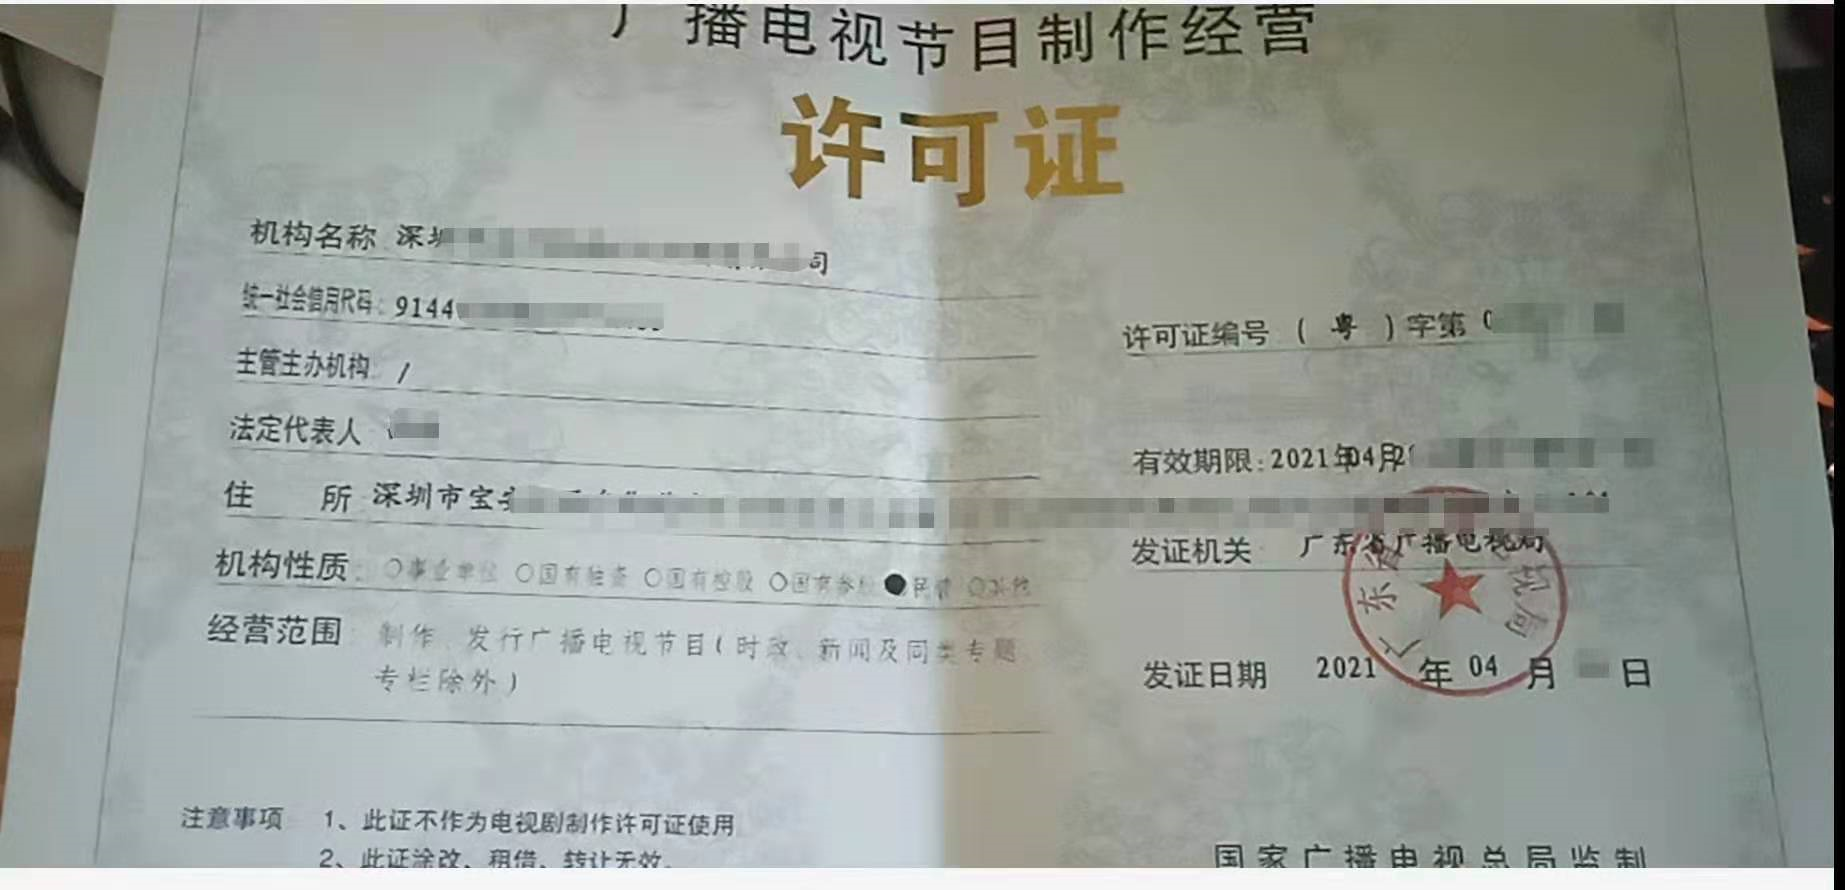 广播电视节目制作经营
许可证
机构名称 深圳 司
统一社会信用代码: 9144
主管主办机构 /
法定代表人
住 所 深圳市宝安
机构性质: ○事业单位 ○国有独资 ○国有控股 ○国有参股 ●民营 ○其他
经营范围: 制作、发行广播电视节目(时政、新闻及同类专题、
专栏除外)
许可证编号 ( 粤 )字第 0
有效期限: 2021年04月2
发证机关 广东省广播电视局
发证日期 2021 年 04 月 日
注意事项 1、此证不作为电视剧制作许可证使用
2、此证涂改、租借、转让无效。
国家广播电视总局监制